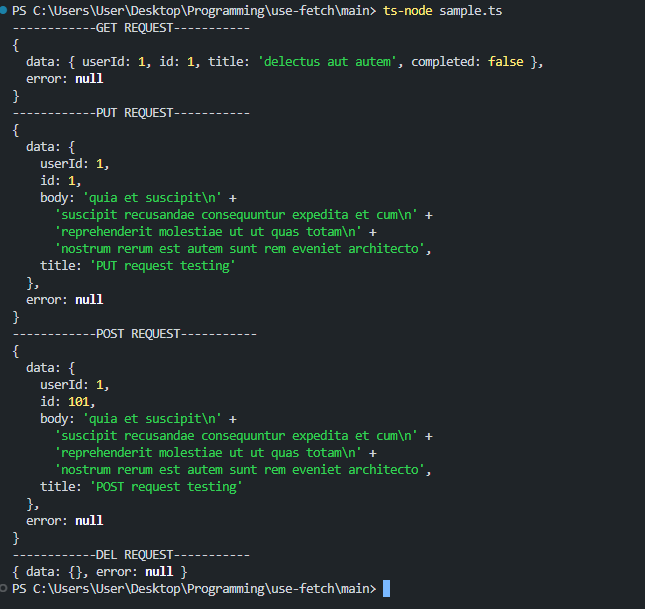 PS C:\Users\User\Desktop\Programming\use-fetch\main> ts-node sample.ts
------------GET REQUEST-----------
{
  data: { userId: 1, id: 1, title: 'delectus aut autem', completed: false },
  error: null
}
------------PUT REQUEST-----------
{
  data: {
    userId: 1,
    id: 1,
    body: 'quia et suscipit\n' +
      'suscipit recusandae consequuntur expedita et cum\n' +
      'reprehenderit molestiae ut ut quas totam\n' +
      'nostrum rerum est autem sunt rem eveniet architecto',
    title: 'PUT request testing'
  },
  error: null
}
------------POST REQUEST-----------
{
  data: {
    userId: 1,
    id: 101,
    body: 'quia et suscipit\n' +
      'suscipit recusandae consequuntur expedita et cum\n' +
      'reprehenderit molestiae ut ut quas totam\n' +
      'nostrum rerum est autem sunt rem eveniet architecto',
    title: 'POST request testing'
  },
  error: null
}
------------DEL REQUEST-----------
{ data: {}, error: null }
PS C:\Users\User\Desktop\Programming\use-fetch\main>